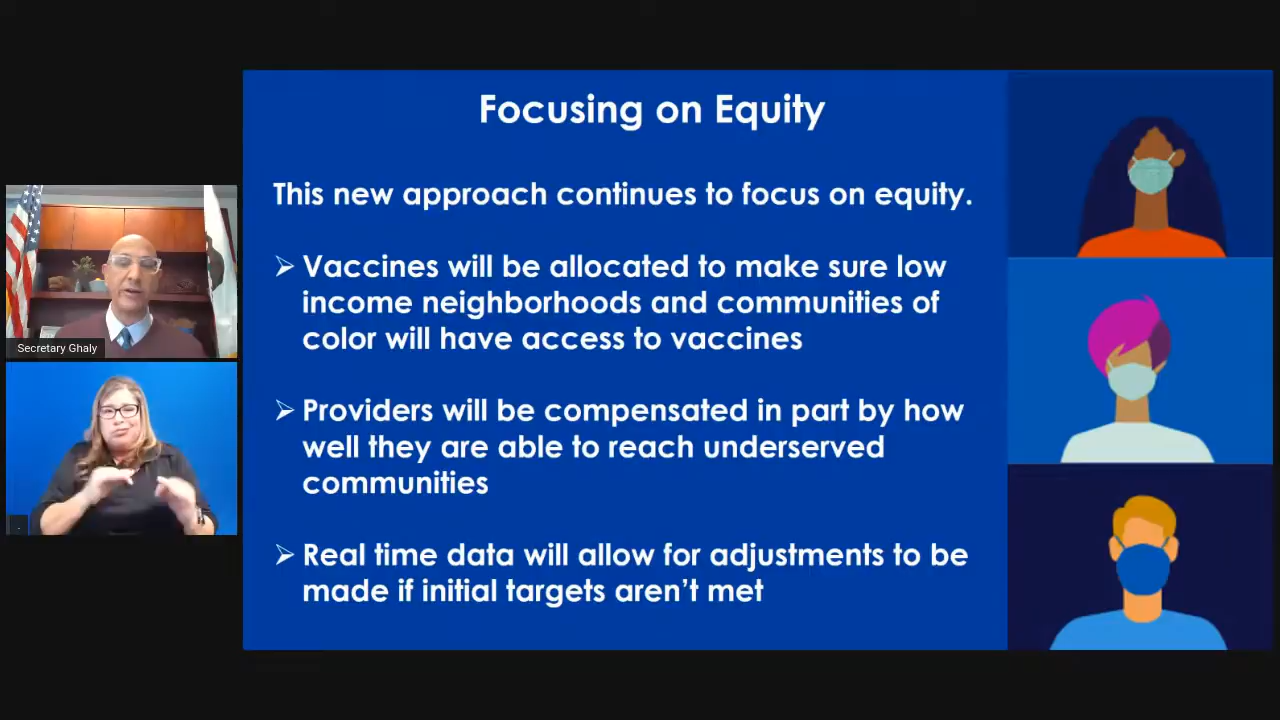 Focusing on Equity
This new approach continues to focus on equity.
➢ Vaccines will be allocated to make sure low
income neighborhoods and communities of
color will have access to vaccines
➢ Providers will be compensated in part by how
well they are able to reach underserved
communities
➢ Real time data will allow for adjustments to be
made if initial targets aren’t met
Secretary Ghaly